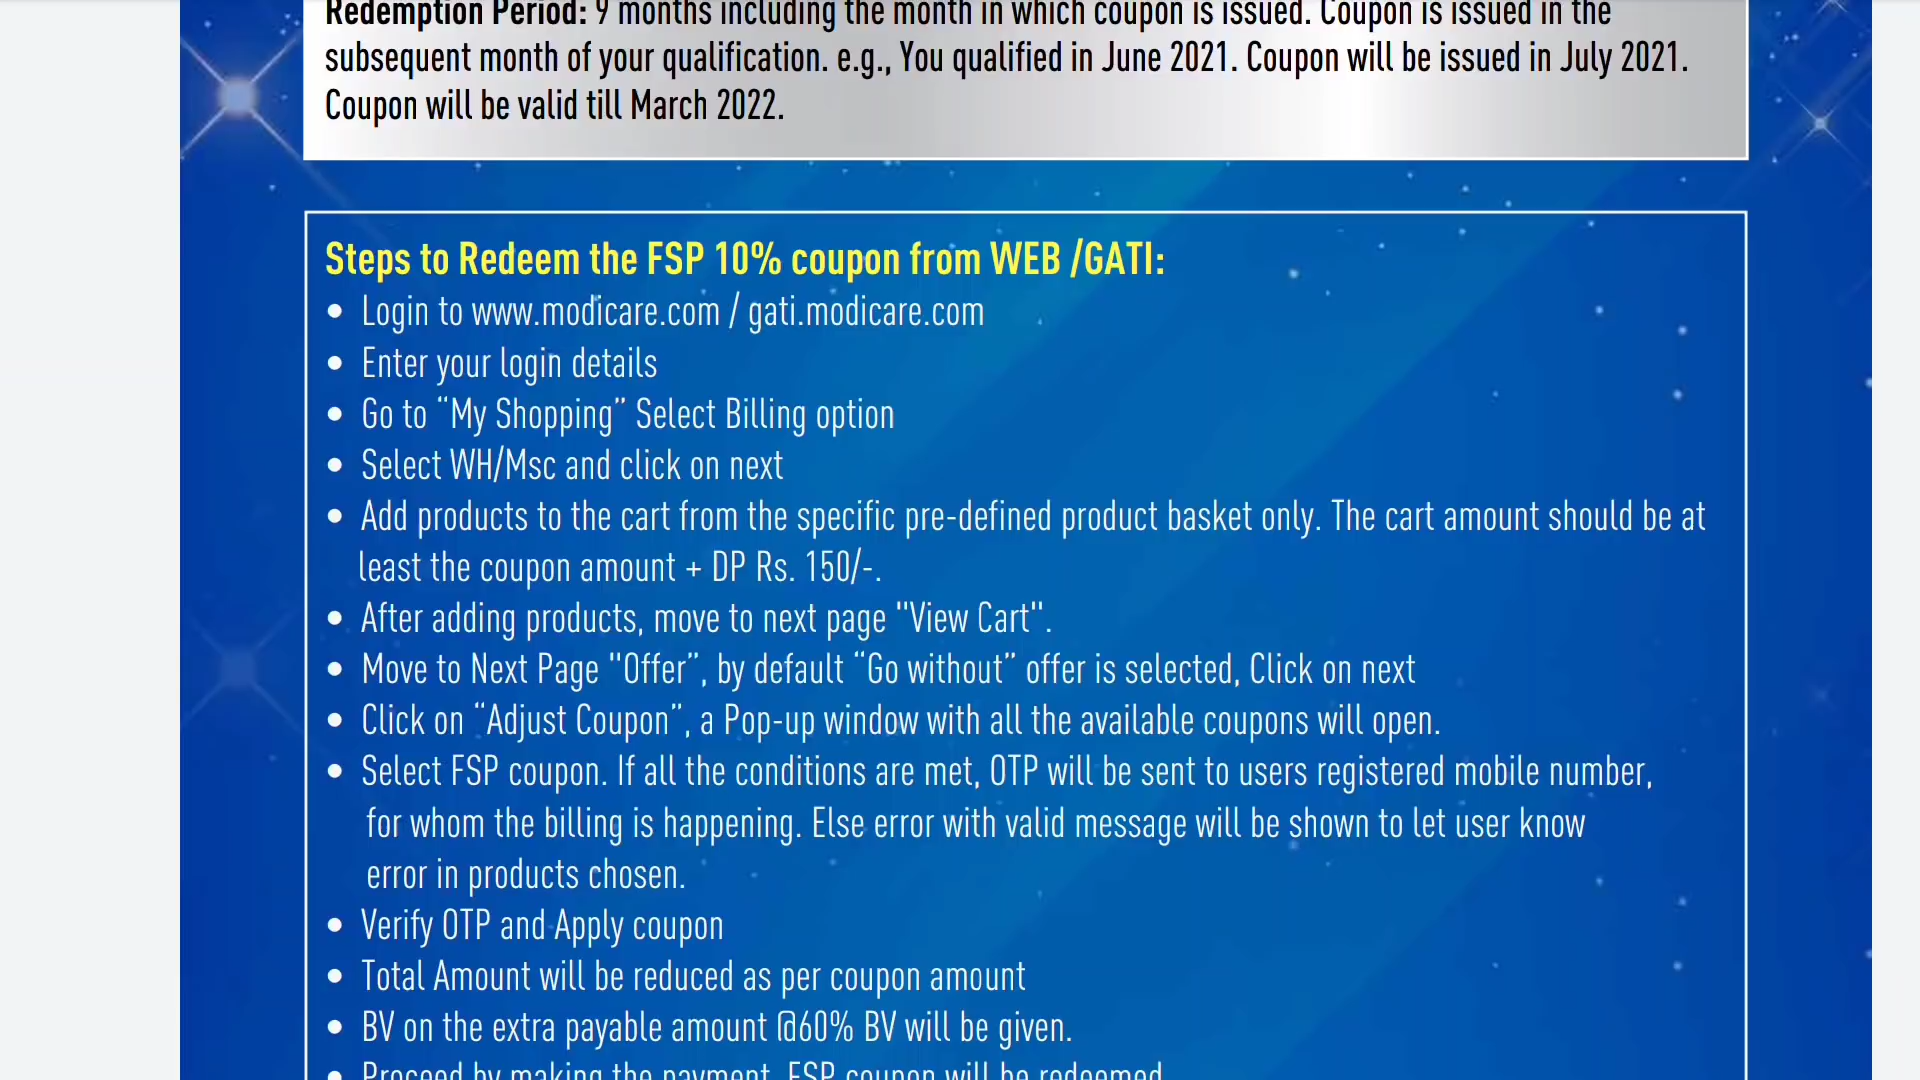 Redemption Period: 9 months including the month in which coupon is issued. Coupon is issued in the
subsequent month of your qualification. e.g., You qualified in June 2021. Coupon will be issued in July 2021.
Coupon will be valid till March 2022.
Steps to Redeem the FSP 10% coupon from WEB /GATI:
• Login to www.modicare.com / gati.modicare.com
• Enter your login details
• Go to “My Shopping” Select Billing option
• Select WH/Msc and click on next
• Add products to the cart from the specific pre-defined product basket only. The cart amount should be at
least the coupon amount + DP Rs. 150/-.
• After adding products, move to next page "View Cart".
• Move to Next Page "Offer”, by default “Go without” offer is selected, Click on next
• Click on “Adjust Coupon”, a Pop-up window with all the available coupons will open.
• Select FSP coupon. If all the conditions are met, OTP will be sent to users registered mobile number,
for whom the billing is happening. Else error with valid message will be shown to let user know
error in products chosen.
• Verify OTP and Apply coupon
• Total Amount will be reduced as per coupon amount
• BV on the extra payable amount @60% BV will be given.
• Proceed by making the payment, FSP coupon will be redeemed